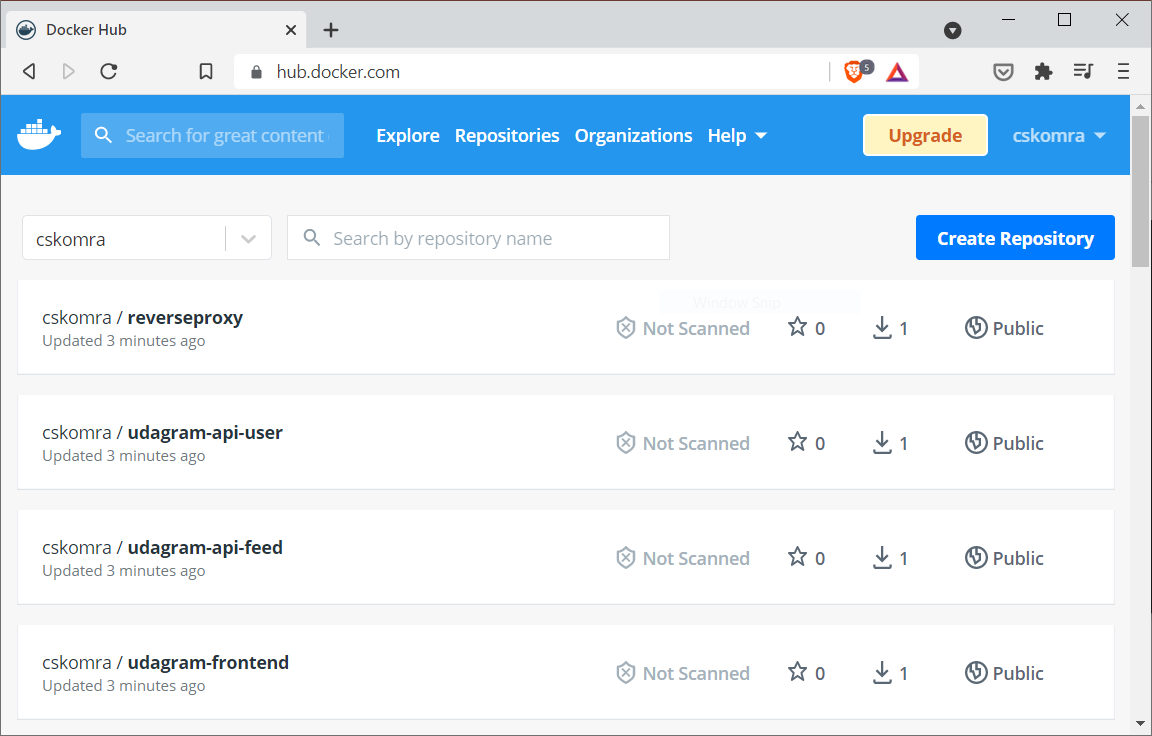 Docker Hub
hub.docker.com
5
Search for great content
Explore Repositories Organizations Help
Upgrade
cskomra
cskomra
Search by repository name
Create Repository
Window Snip
cskomra / reverseproxy
Updated 3 minutes ago
Not Scanned 0 1 Public
cskomra / udagram-api-user
Updated 3 minutes ago
Not Scanned 0 1 Public
cskomra / udagram-api-feed
Updated 3 minutes ago
Not Scanned 0 1 Public
cskomra / udagram-frontend
Updated 3 minutes ago
Not Scanned 0 1 Public